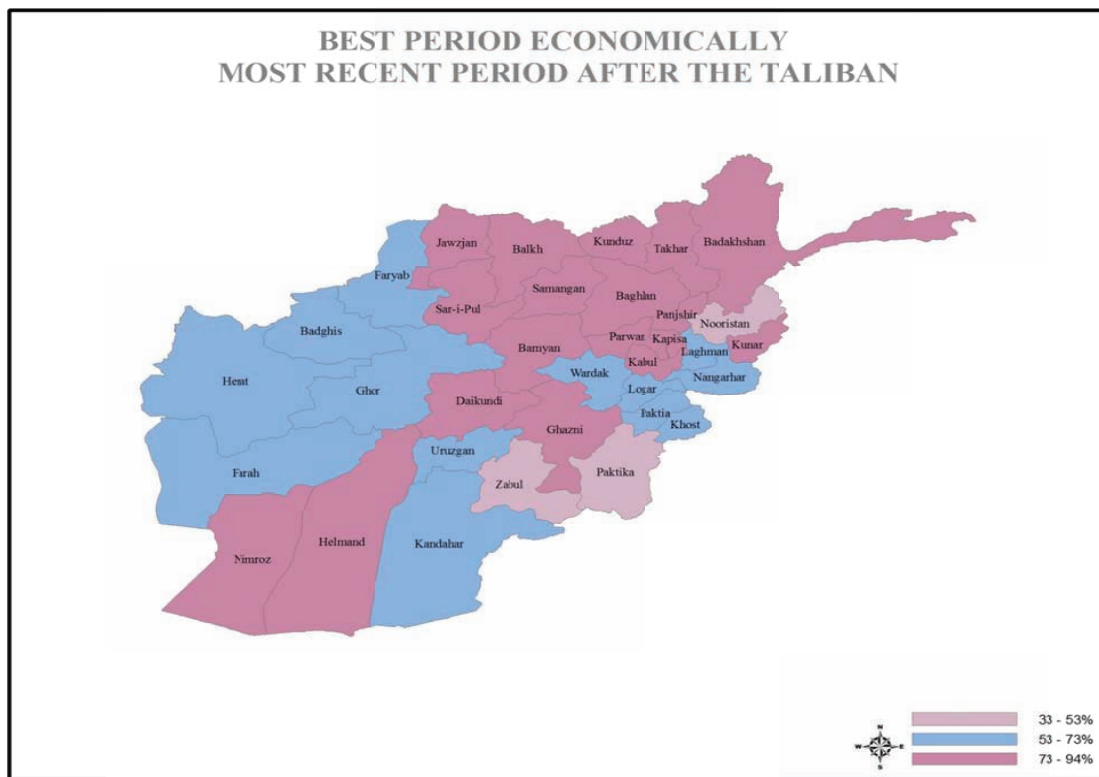 BEST PERIOD ECONOMICALLY
MOST RECENT PERIOD AFTER THE TALIBAN
Jawzjan
Balkh
Kunduz
Takhar
Badakhshan
Faryab
Samangan
Baghlan
Sar-i-Pul
Panjshir
Nooristan
Badghis
Parwar
Kapisa
Kunar
Bamyan
Laghman
Kabul
Wardak
Nangarhar
Herat
Ghor
Logar
Daikundi
Paktia
Khost
Ghazni
Uruzgan
Farah
Paktika
Zabul
Helmand
Kandahar
Nimroz
N
W E
S
33 - 53%
53 - 73%
73 - 94%